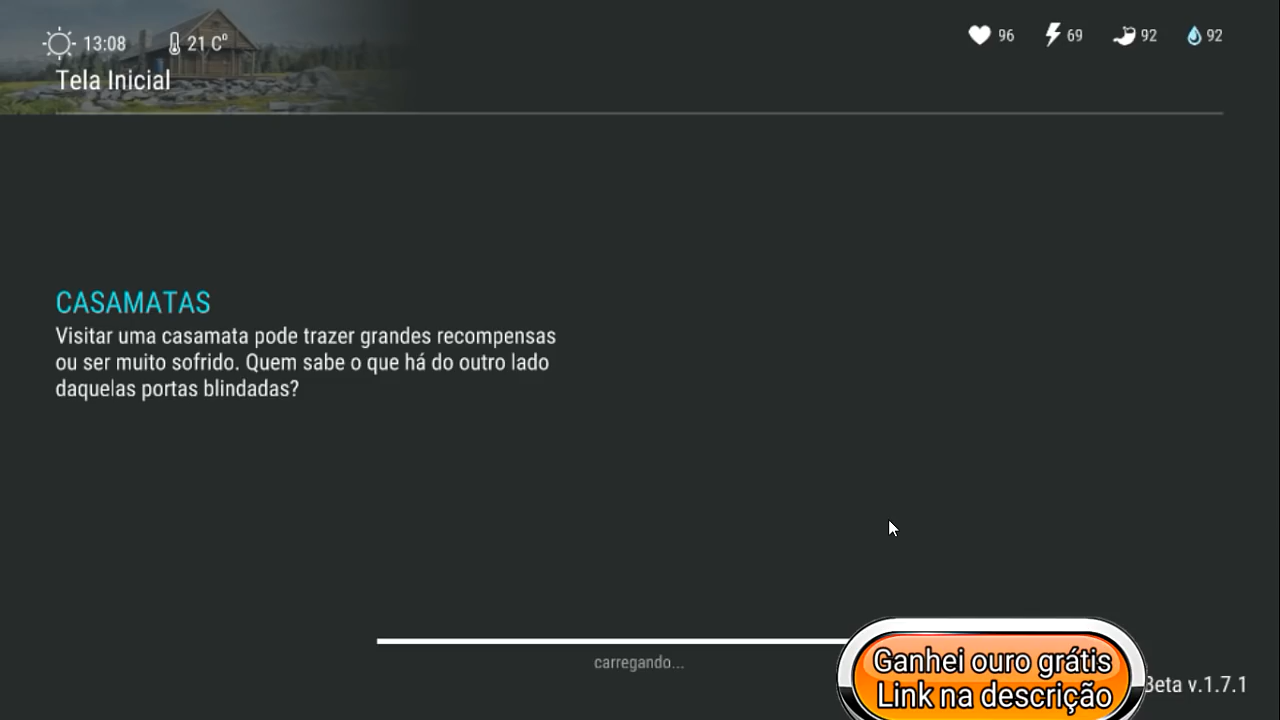 13:08 21 C° 96 69 92 92
Tela Inicial
CASAMATAS
Visitar uma casamata pode trazer grandes recompensas
ou ser muito sofrido. Quem sabe o que há do outro lado
daquelas portas blindadas?
carregando...
Ganhei ouro grátis
Link na descrição
Beta v.1.7.1